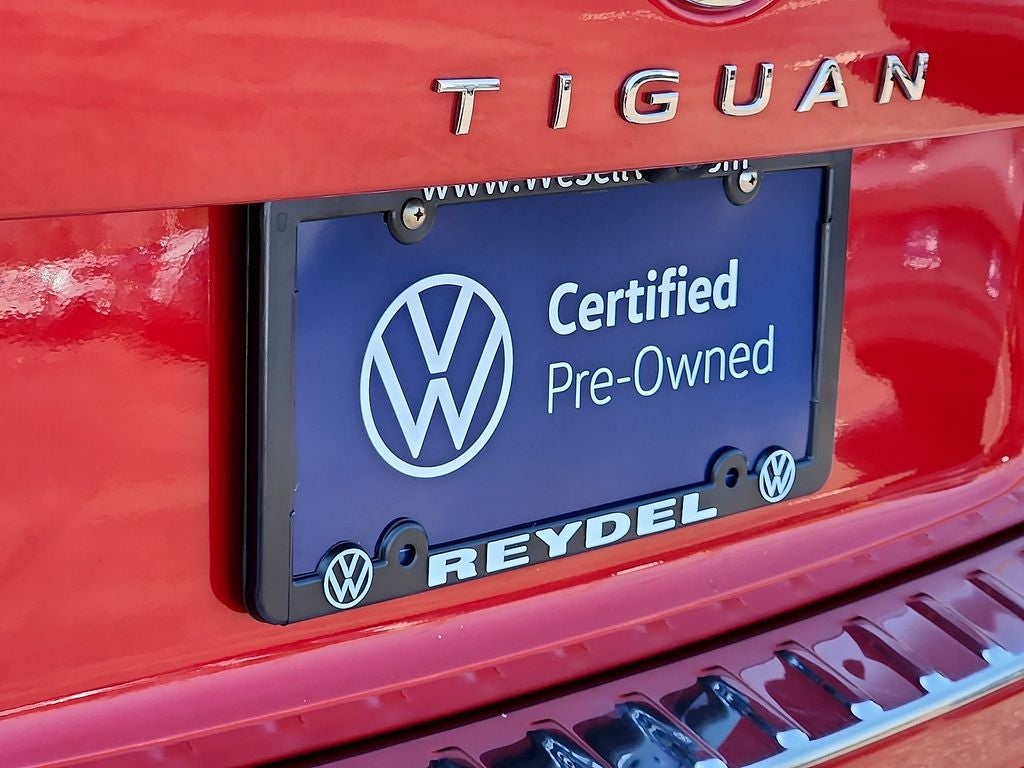 TIGUAN
Certified
Pre-Owned
REYDEL